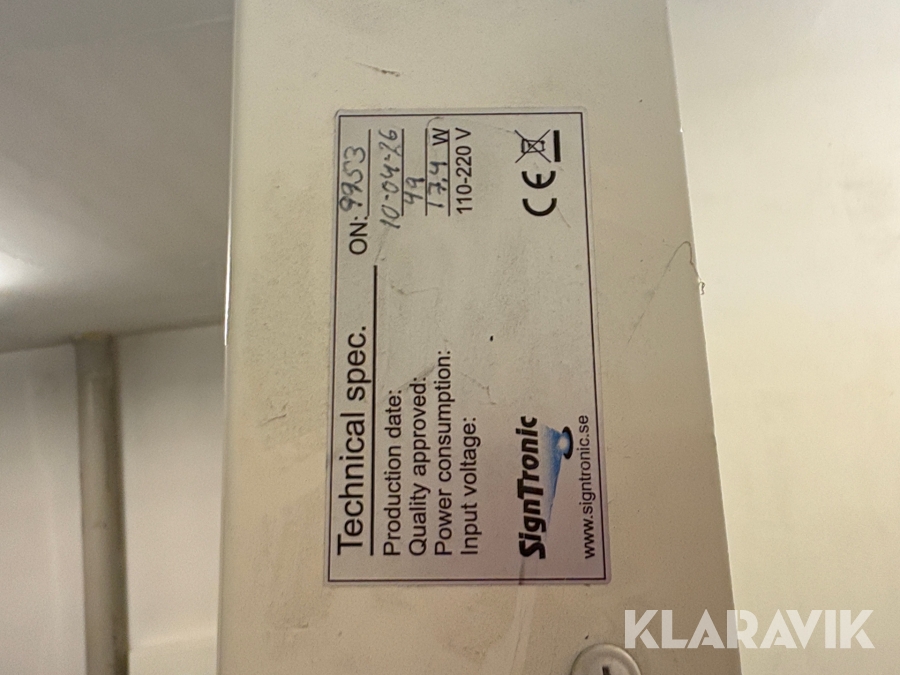 Technical spec. ON: 9953
Production date: 10-04-26
Quality approved: 49
Power consumption: 17,4 W
Input voltage: 110-220 V
SignTronic CE
www.signtronic.se
KLARAVIK